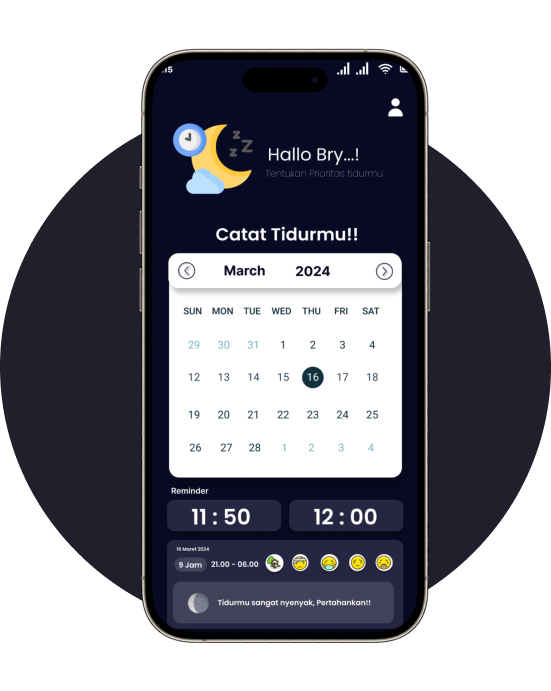 :15
z
z
Z
Hallo Bry...!
Tentukan Prioritas tidurmu
Catat Tidurmu!!
March 2024
SUN MON TUE WED THU FRI SAT
29 30 31 1 2 3 4
12 13 14 15 16 17 18
19 20 21 22 23 24 25
26 27 28 1 2 3 4
Reminder
11 : 50 12 : 00
16 Maret 2024
9 Jam 21.00 - 06.00
Tidurmu sangat nyenyak, Pertahankan!!